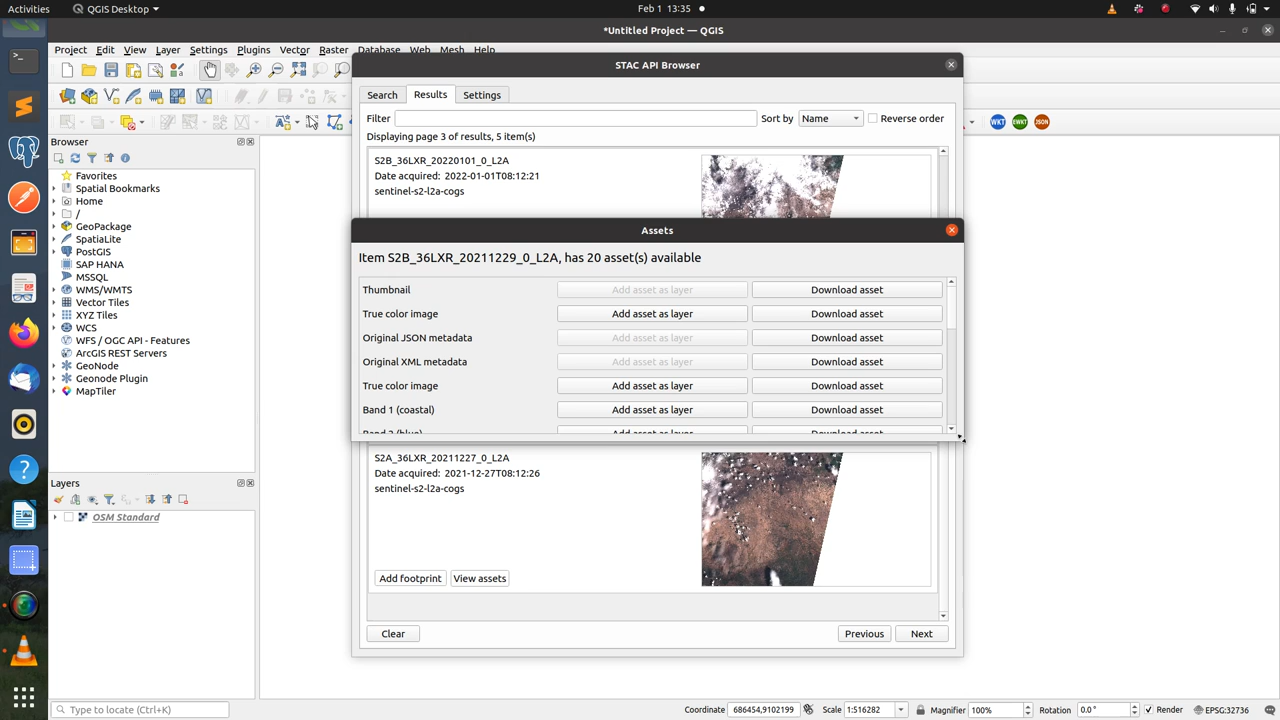 Activities
QGIS Desktop
Feb 1 13:35
*Untitled Project — QGIS
Project Edit View Layer Settings Plugins Vector Raster Database Web Mesh Help
STAC API Browser
Search Results Settings
Filter
Sort by Name Reverse order
Displaying page 3 of results, 5 item(s)
S2B_36LXR_20220101_0_L2A
Date acquired: 2022-01-01T08:12:21
sentinel-s2-l2a-cogs
WKT EWKT JSON
Browser
Favorites
Spatial Bookmarks
Home
/
GeoPackage
SpatiaLite
PostGIS
SAP HANA
MSSQL
WMS/WMTS
Vector Tiles
XYZ Tiles
WCS
WFS / OGC API - Features
ArcGIS REST Servers
GeoNode
Geonode Plugin
MapTiler
Assets
Item S2B_36LXR_20211229_0_L2A, has 20 asset(s) available
Thumbnail Add asset as layer Download asset
True color image Add asset as layer Download asset
Original JSON metadata Add asset as layer Download asset
Original XML metadata Add asset as layer Download asset
True color image Add asset as layer Download asset
Band 1 (coastal) Add asset as layer Download asset
Band 2 (blue) Add asset as layer Download asset
S2A_36LXR_20211227_0_L2A
Date acquired: 2021-12-27T08:12:26
sentinel-s2-l2a-cogs
Add footprint View assets
Clear Previous Next
Layers
OSM Standard
Type to locate (Ctrl+K)
Coordinate 686454,9102199 Scale 1:516282 Magnifier 100% Rotation 0.0 ° Render EPSG:32736